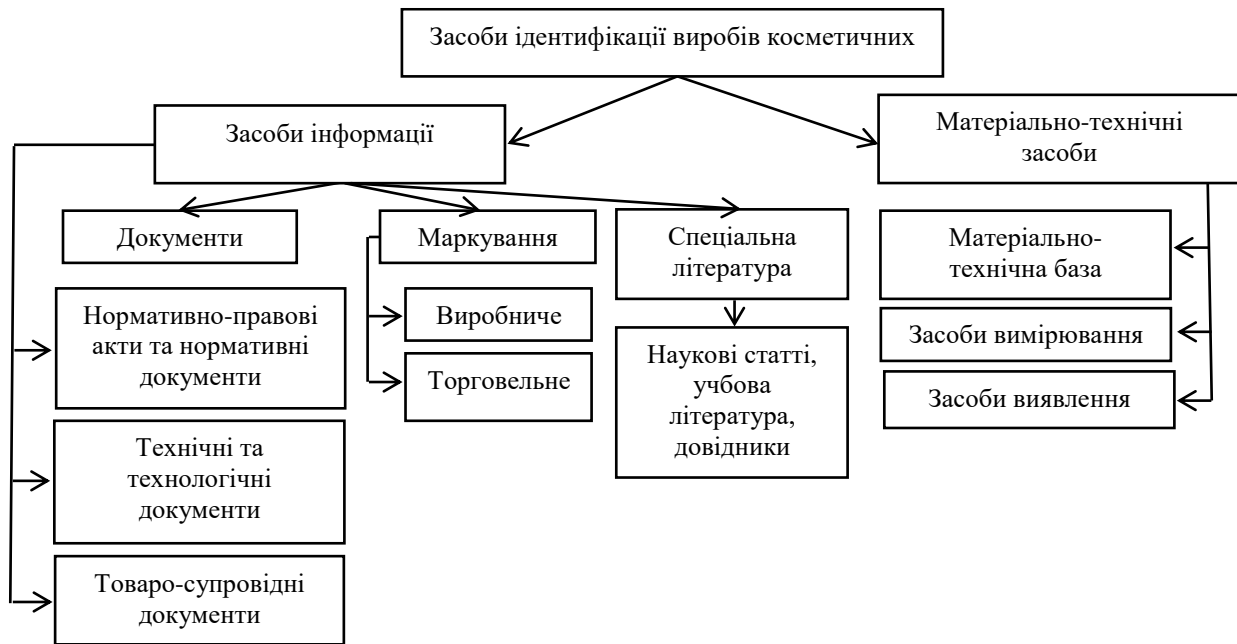 Засоби ідентифікації виробів косметичних
Засоби інформації
Матеріально-технічні
засоби
Документи
Маркування
Спеціальна
література
Матеріально-
технічна база
Нормативно-правові
акти та нормативні
документи
Виробниче
Торговельне
Наукові статті,
учбова
література,
довідники
Засоби вимірювання
Засоби виявлення
Технічні та
технологічні
документи
Товаро-супровідні
документи